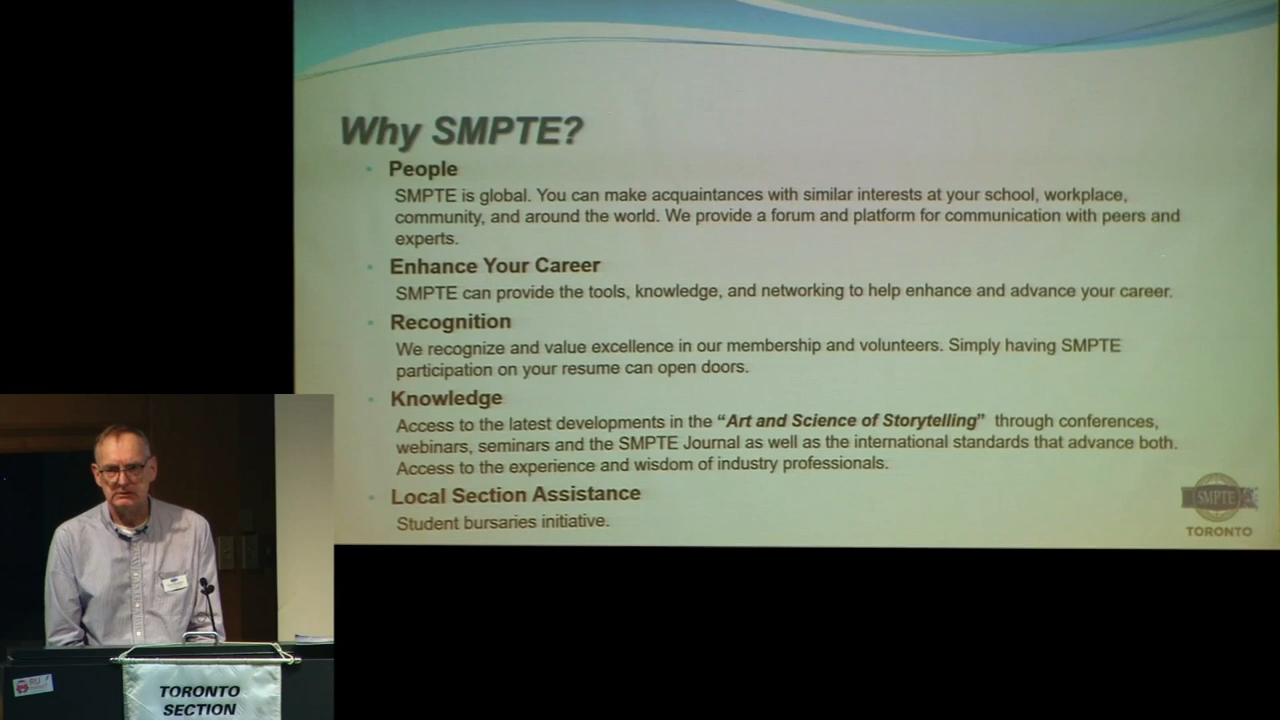 Why SMPTE?
People
SMPTE is global. You can make acquaintances with similar interests at your school, workplace,
community, and around the world. We provide a forum and platform for communication with peers and
experts.
Enhance Your Career
SMPTE can provide the tools, knowledge, and networking to help enhance and advance your career.
Recognition
We recognize and value excellence in our membership and volunteers. Simply having SMPTE
participation on your resume can open doors.
Knowledge
Access to the latest developments in the “Art and Science of Storytelling” through conferences,
webinars, seminars and the SMPTE Journal as well as the international standards that advance both.
Access to the experience and wisdom of industry professionals.
Local Section Assistance
Student bursaries initiative.
SMPTE
TORONTO
RU
TORONTO
SECTION